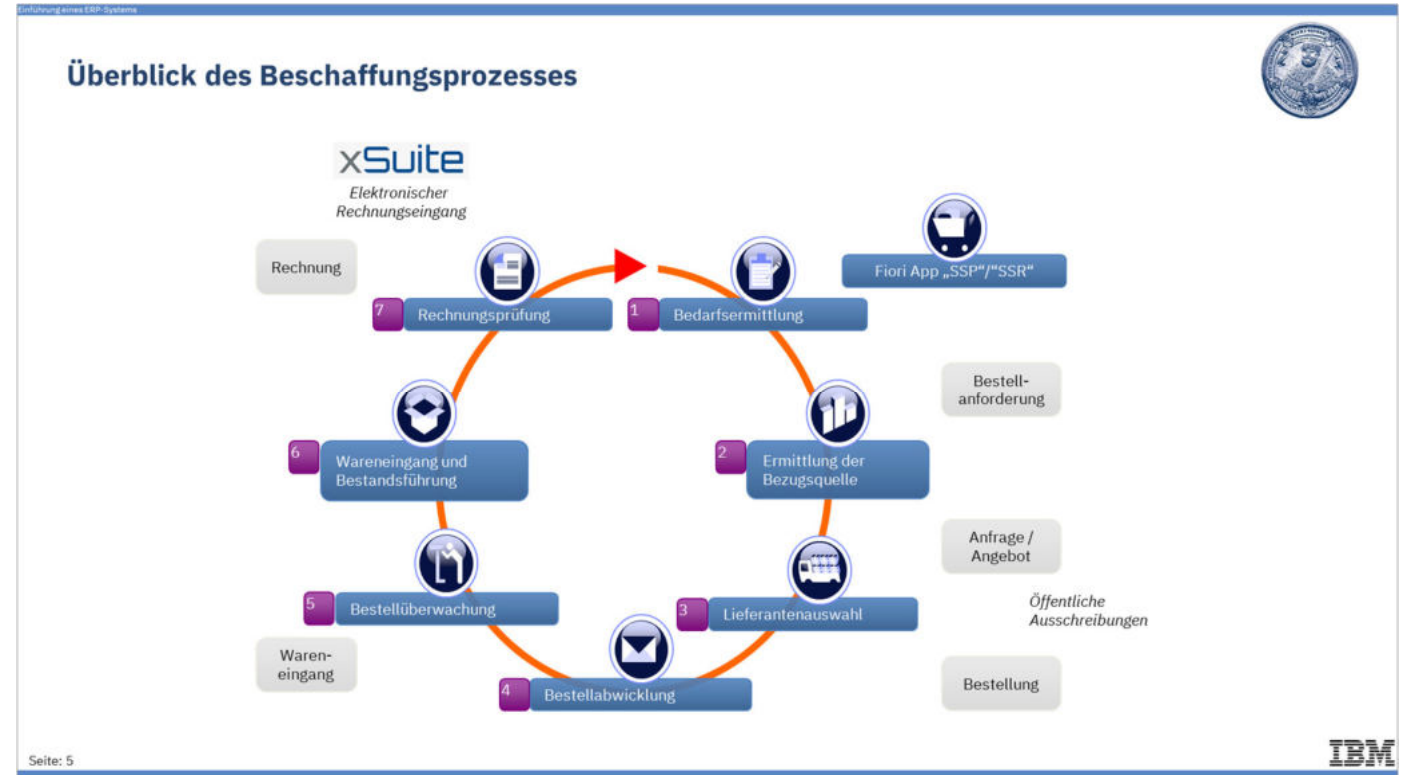 Einführung eines ERP-Systems
Überblick des Beschaffungsprozesses
xSuite
Elektronischer
Rechnungseingang
Rechnung
Fiori App „SSP“/"SSR“
7
Rechnungsprüfung
1
Bedarfsermittlung
Bestell-
anforderung
6
Wareneingang und
Bestandsführung
2
Ermittlung der
Bezugsquelle
Anfrage /
Angebot
5
Bestellüberwachung
3
Lieferantenauswahl
Öffentliche
Ausschreibungen
Waren-
eingang
4
Bestellabwicklung
Bestellung
Seite: 5
IBM